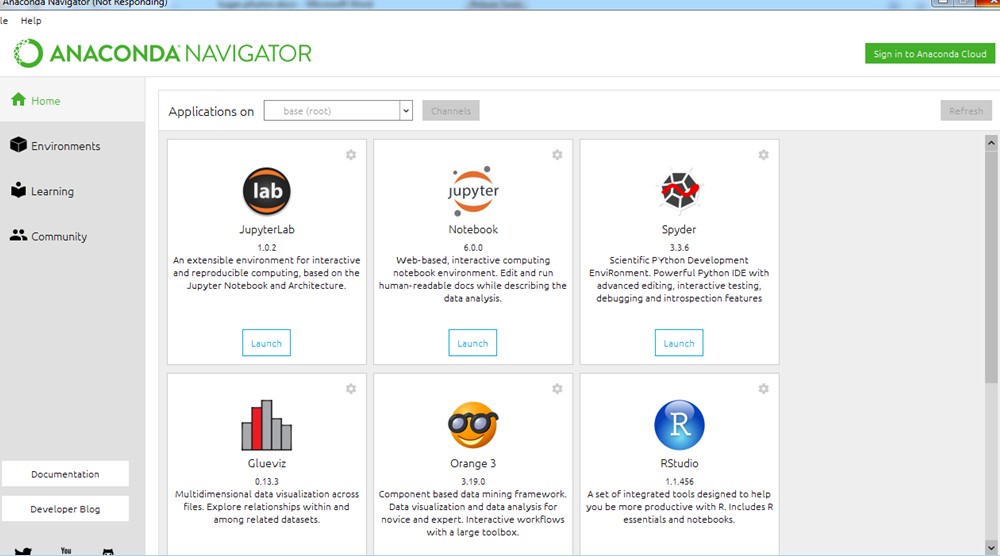 Anaconda Navigator (Not Responding)
le Help
ANACONDA NAVIGATOR
Sign in to Anaconda Cloud
Home
Environments
Learning
Community
Documentation
Developer Blog
Applications on
base (root)
Channels
Refresh
lab
JupyterLab
1.0.2
An extensible environment for interactive
and reproducible computing, based on the
Jupyter Notebook and Architecture.
Launch
jupyter
Notebook
6.0.0
Web-based, interactive computing
notebook environment. Edit and run
human-readable docs while describing the
data analysis.
Launch
Spyder
3.3.6
Scientific PYthon Development
EnviRonment. Powerful Python IDE with
advanced editing, interactive testing,
debugging and introspection features
Launch
Glueviz
0.13.3
Multidimensional data visualization across
files. Explore relationships within and
among related datasets.
Orange 3
3.19.0
Component based data mining framework.
Data visualization and data analysis for
novice and expert. Interactive workflows
with a large toolbox.
R
RStudio
1.1.456
A set of integrated tools designed to help
you be more productive with R. Includes R
essentials and notebooks.
You